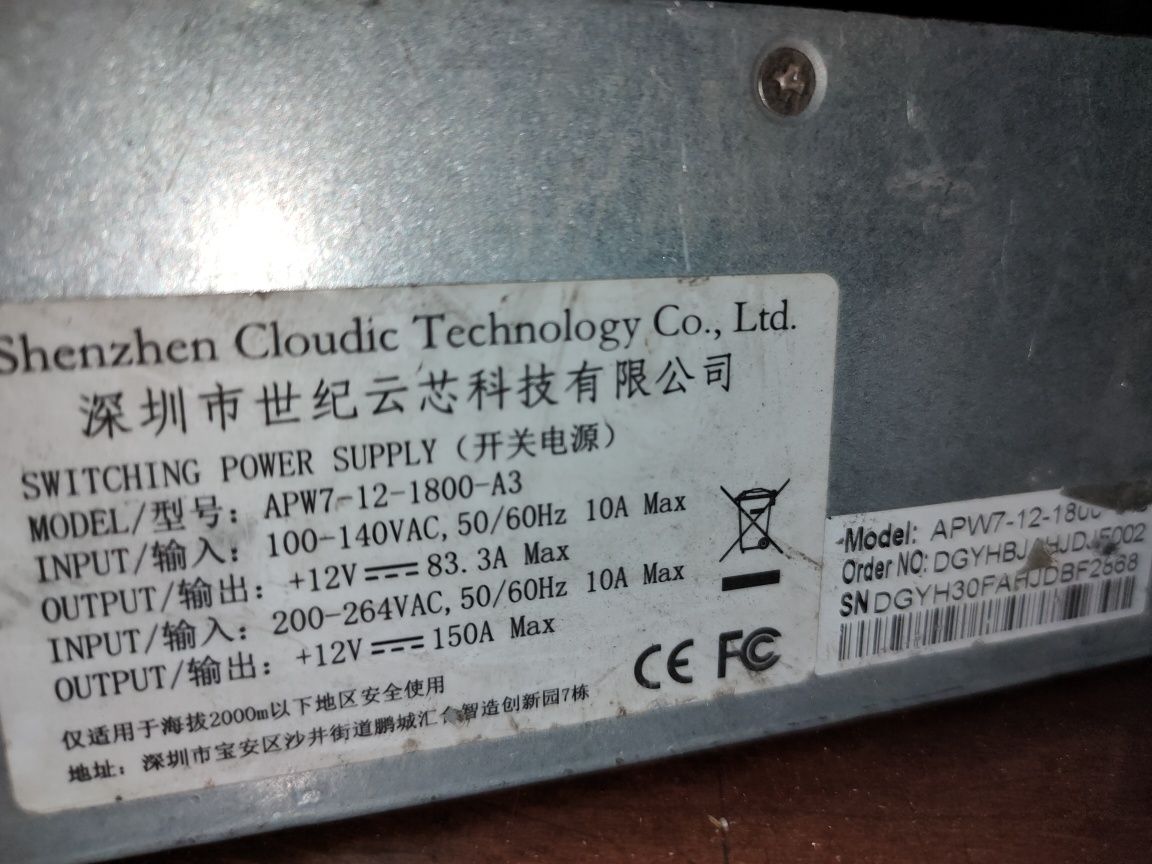 Shenzhen Cloudic Technology Co., Ltd.
深圳市世纪云芯科技有限公司
SWITCHING POWER SUPPLY (开关电源)
MODEL/型号: APW7-12-1800-A3
INPUT/输入: 100-140VAC, 50/60Hz 10A Max
OUTPUT/输出: +12V 83.3A Max
INPUT/输入: 200-264VAC, 50/60Hz 10A Max
OUTPUT/输出: +12V 150A Max
仅适用于海拔2000m以下地区安全使用
地址: 深圳市宝安区沙井街道鹏城汇 智造创新园7栋
CE FC
Model:
Order NO:
SN DGYH30FAHJDBF2668